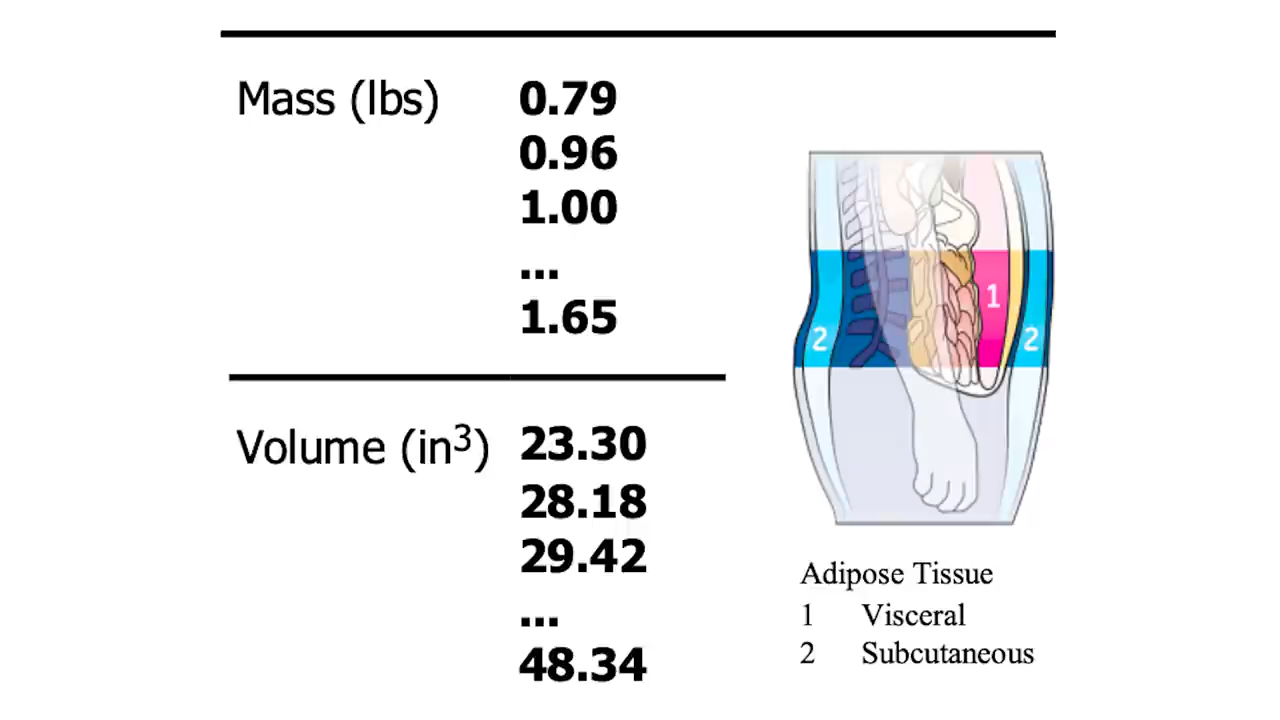 Mass (lbs) 0.79
0.96
1.00
...
1.65
Volume (in³) 23.30
28.18
29.42
...
48.34
1
2
2
Adipose Tissue
1 Visceral
2 Subcutaneous